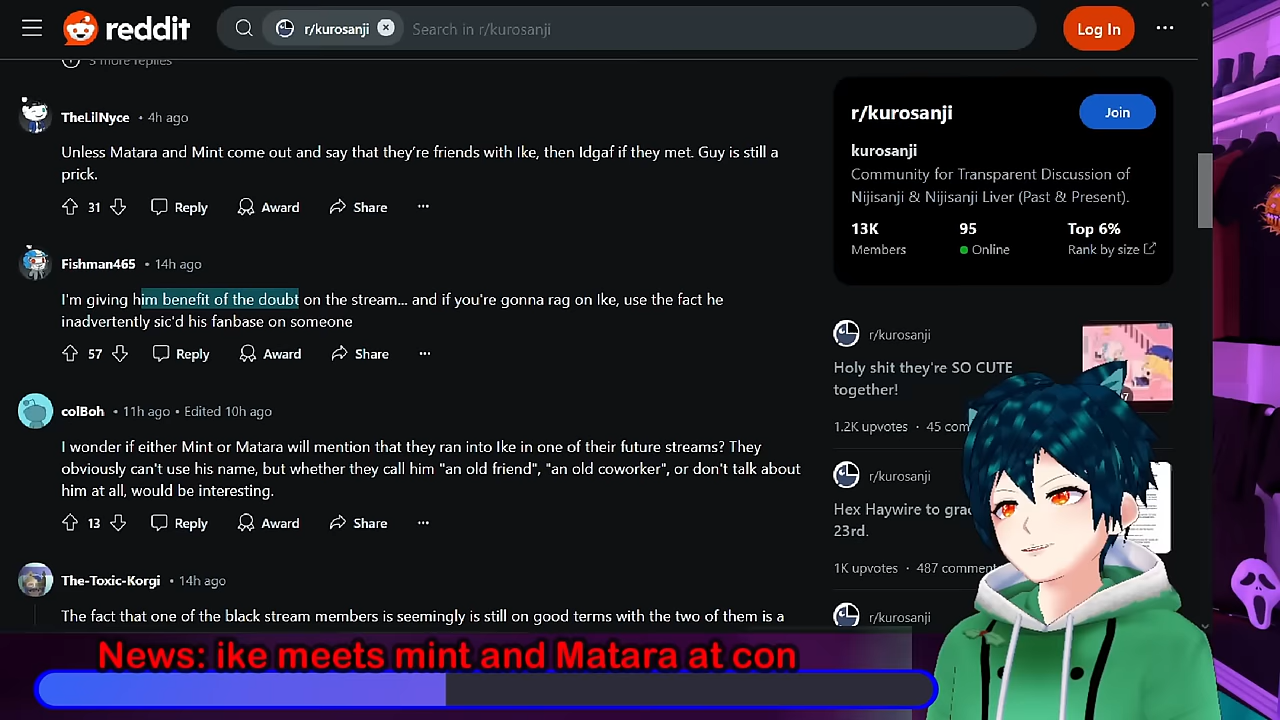 reddit
r/kurosanji
Search in r/kurosanji
Log In
3 more replies
TheLilNyce • 4h ago
Unless Matara and Mint come out and say that they're friends with Ike, then Idgaf if they met. Guy is still a
prick.
31 Reply Award Share
Fishman465 • 14h ago
I'm giving him benefit of the doubt on the stream... and if you're gonna rag on Ike, use the fact he
inadvertently sic'd his fanbase on someone
57 Reply Award Share
colBoh • 11h ago • Edited 10h ago
I wonder if either Mint or Matara will mention that they ran into Ike in one of their future streams? They
obviously can't use his name, but whether they call him "an old friend", "an old coworker", or don't talk about
him at all, would be interesting.
13 Reply Award Share
The-Toxic-Korgi • 14h ago
The fact that one of the black stream members is seemingly is still on good terms with the two of them is a
r/kurosanji
Join
kurosanji
Community for Transparent Discussion of
Nijisanji & Nijisanji Liver (Past & Present).
13K 95 Top 6%
Members Online Rank by size
r/kurosanji
Holy shit they're SO CUTE
together!
1.2K upvotes · 45 com
r/kurosanji
Hex Haywire to gra
23rd.
1K upvotes · 487 comment
r/kurosanji
News: ike meets mint and Matara at con